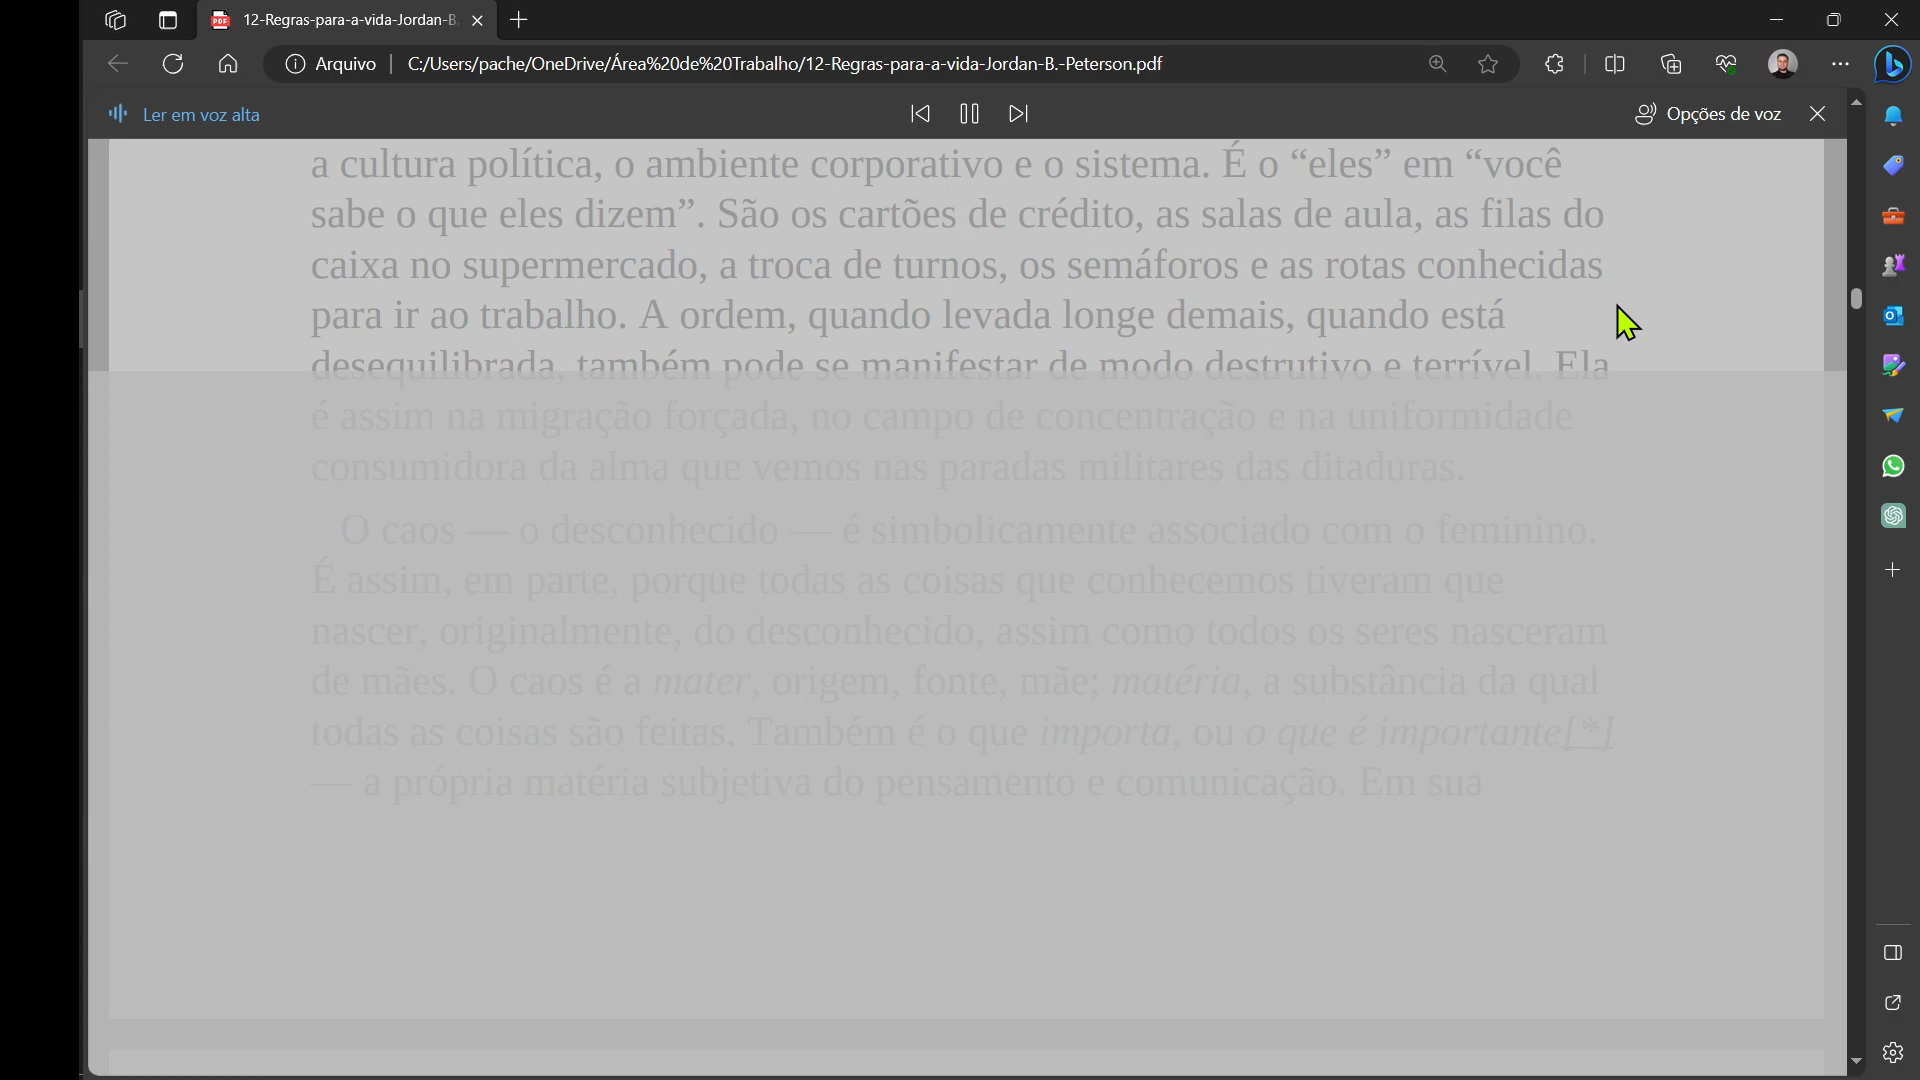 12-Regras-para-a-vida-Jordan-B.
Arquivo
C:/Users/pache/OneDrive/Área%20de%20Trabalho/12-Regras-para-a-vida-Jordan-B.-Peterson.pdf
Ler em voz alta
Opções de voz
a cultura política, o ambiente corporativo e o sistema. É o “eles” em “você
sabe o que eles dizem”. São os cartões de crédito, as salas de aula, as filas do
caixa no supermercado, a troca de turnos, os semáforos e as rotas conhecidas
para ir ao trabalho. A ordem, quando levada longe demais, quando está
desequilibrada, também pode se manifestar de modo destrutivo e terrível. Ela
é assim na migração forçada, no campo de concentração e na uniformidade
consumidora da alma que vemos nas paradas militares das ditaduras.
O caos — o desconhecido — é simbolicamente associado com o feminino.
É assim, em parte, porque todas as coisas que conhecemos tiveram que
nascer, originalmente, do desconhecido, assim como todos os seres nasceram
de mães. O caos é a mater, origem, fonte, mãe; matéria, a substância da qual
todas as coisas são feitas. Também é o que importa, ou o que é importante[*]
— a própria matéria subjetiva do pensamento e comunicação. Em sua